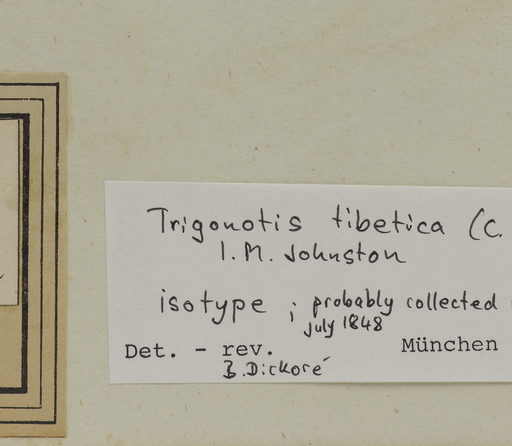 Trigonotis tibetica (C.
I.M. Johnston
isotype ; probably collected
July 1848
Det. - rev. München
B. Dickoré